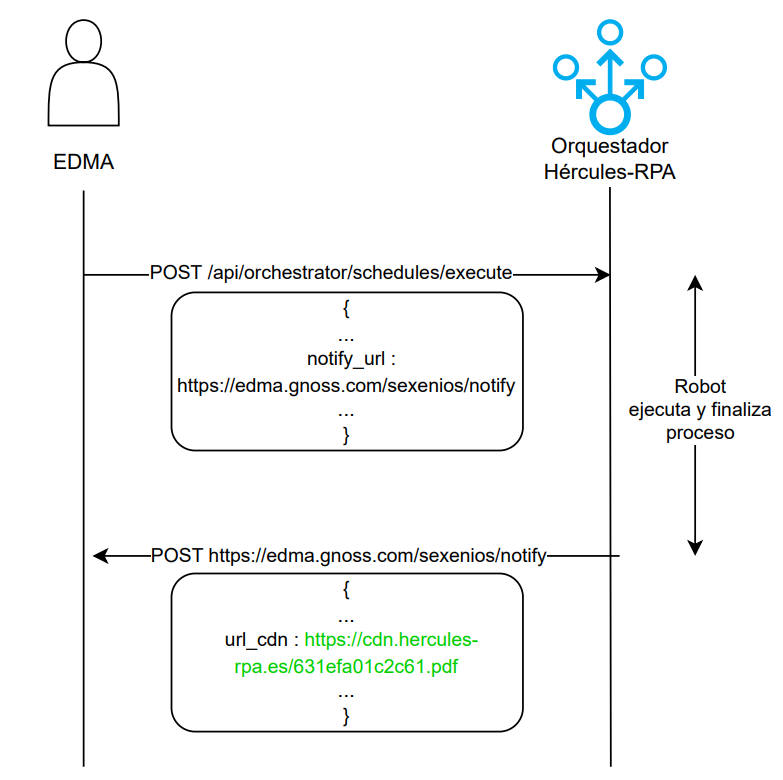 EDMA
Orquestador
Hércules-RPA
POST /api/orchestrator/schedules/execute
{
...
notify_url :
https://edma.gnoss.com/sexenios/notify
...
}
Robot
ejecuta y finaliza
proceso
POST https://edma.gnoss.com/sexenios/notify
{
...
url_cdn : https://cdn.hercules-
rpa.es/631efa01c2c61.pdf
...
}